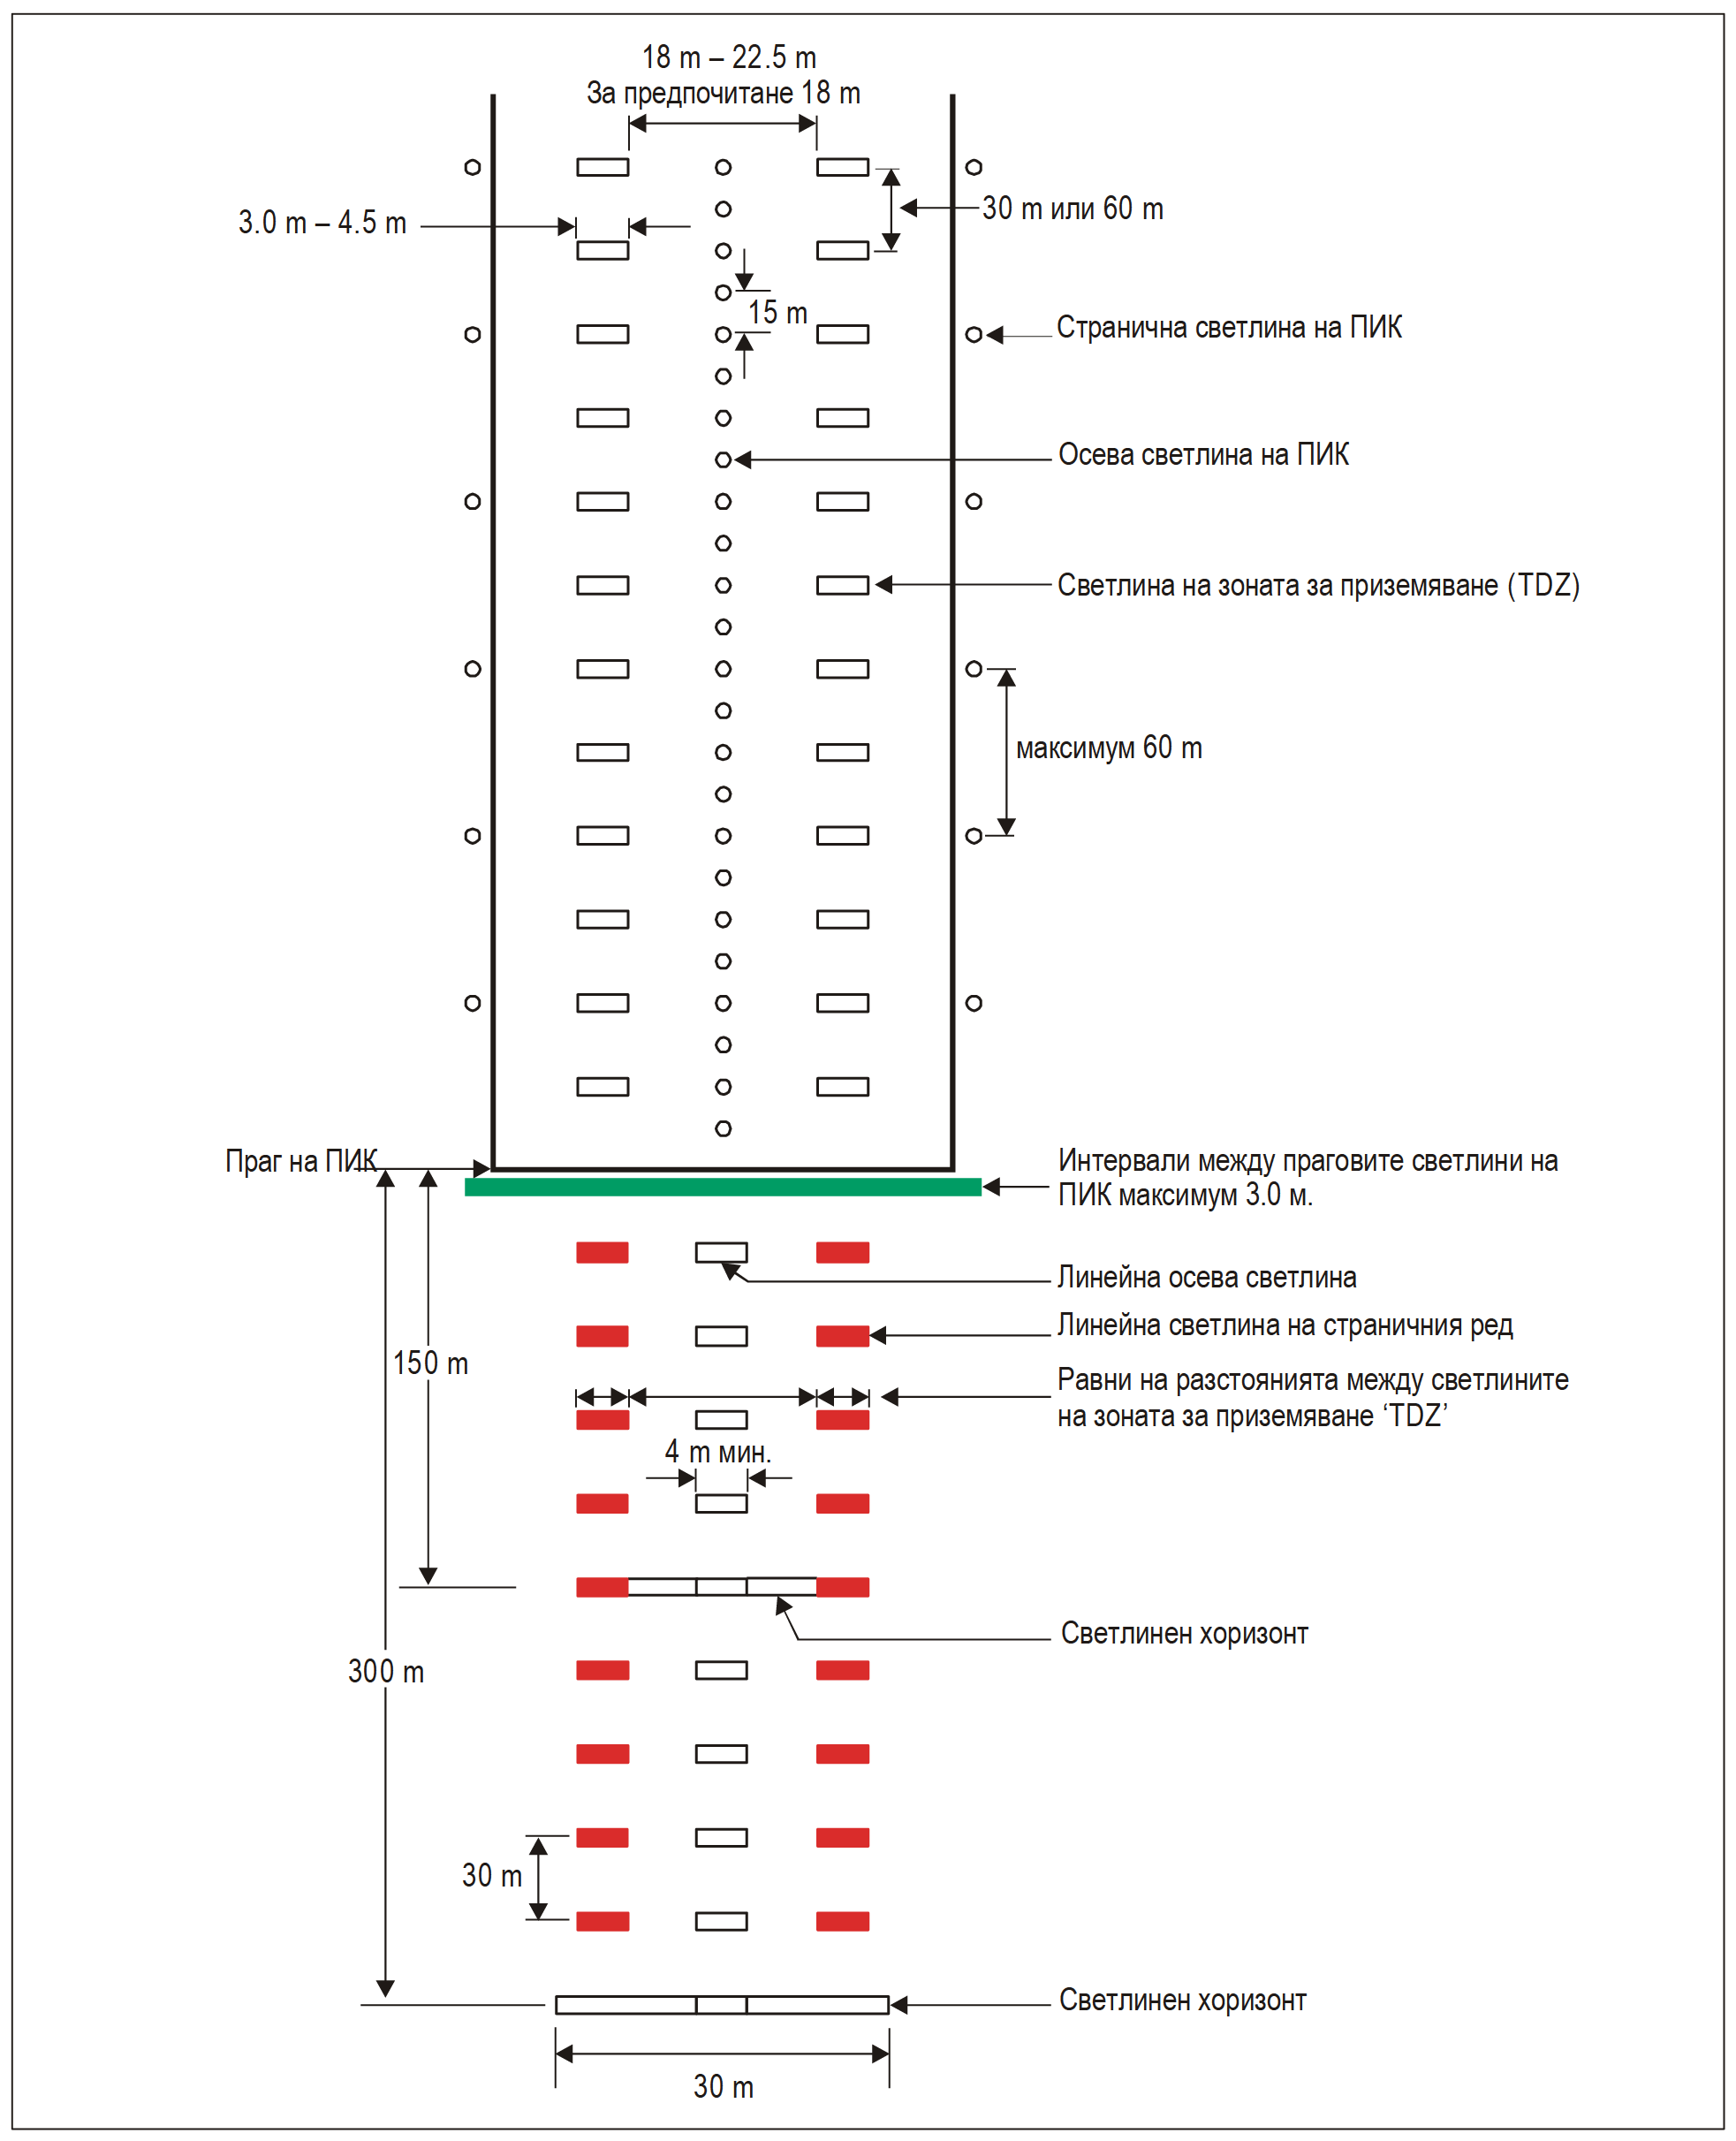 18 m – 22.5 m
За предпочитане 18 m
3.0 m – 4.5 m
30 m или 60 m
15 m
Странична светлина на ПИК
Осева светлина на ПИК
Светлина на зоната за приземяване (TDZ)
максимум 60 m
Праг на ПИК
Интервали между праговите светлини на
ПИК максимум 3.0 м.
Линейна осева светлина
Линейна светлина на страничния ред
150 m
Равни на разстоянията между светлините
на зоната за приземяване ‘TDZ’
4 m мин.
Светлинен хоризонт
300 m
30 m
Светлинен хоризонт
30 m